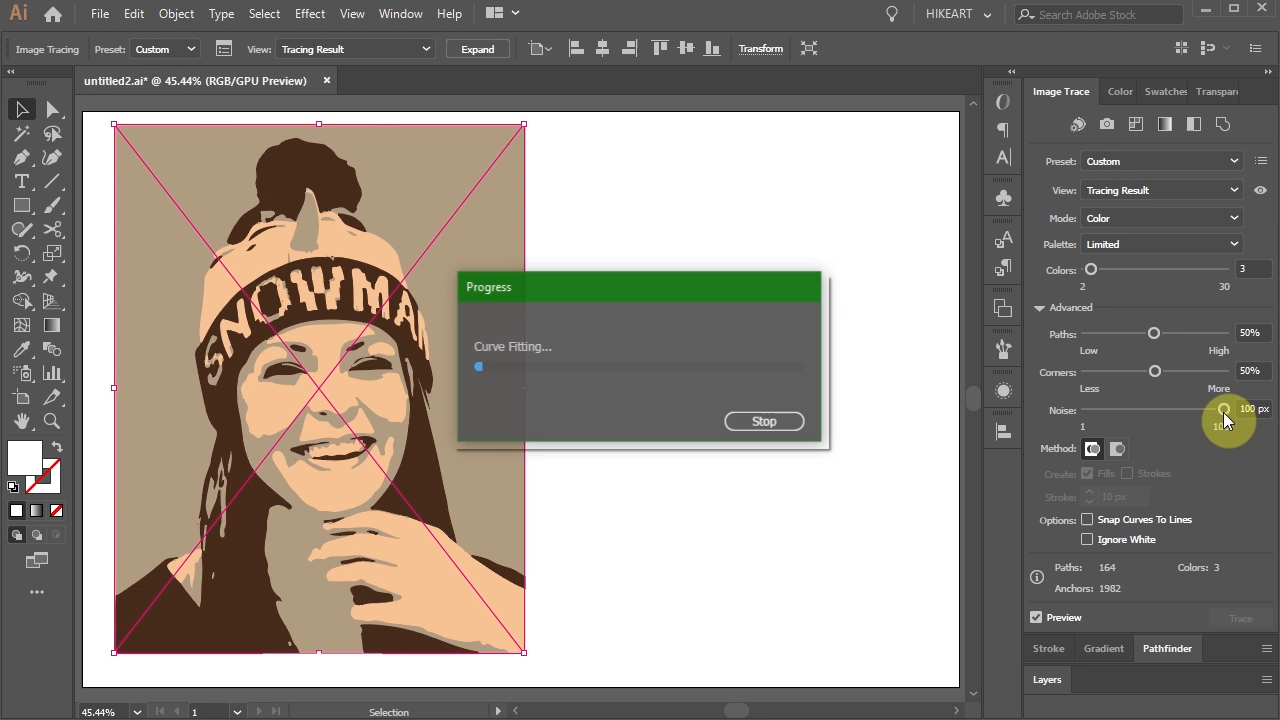 Ai File Edit Object Type Select Effect View Window Help HIKEART Search Adobe Stock
Image Tracing Preset: Custom View: Tracing Result Expand Transform
untitled2.ai* @ 45.44% (RGB/GPU Preview) ×
Image Trace Color Swatches Transpar
Preset: Custom
View: Tracing Result
Mode: Color
Palette: Limited
Colors: 3
2 30
Advanced
Paths: 50%
Low High
Corners: 50%
Less More
Noise: 100 px
1
Method:
Create: Fills Strokes
Stroke: 10 px
Options: Snap Curves To Lines
Ignore White
Paths: 164 Colors: 3
Anchors: 1982
Preview Trace
Stroke Gradient Pathfinder
Layers
SNOWMAN
Progress
Curve Fitting...
Stop
45.44% 1 Selection